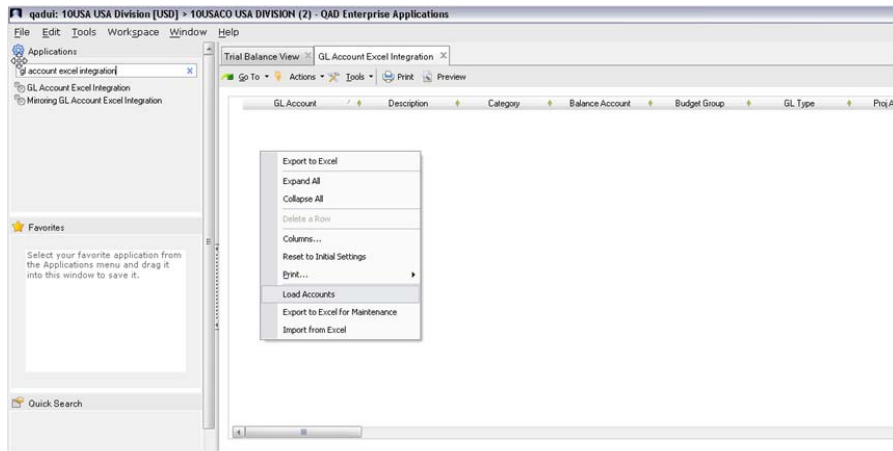 qadui: 10USA USA Division [USD] > 10USACO USA DIVISION (2) - QAD Enterprise Applications
File Edit Tools Workspace Window Help
Applications
gl account excel integration
GL Account Excel Integration
Mirroring GL Account Excel Integration
Favorites
Select your favorite application from
the Applications menu and drag it
into this window to save it.
Quick Search
Trial Balance View GL Account Excel Integration
Go To Actions Tools Print Preview
GL Account Description Category Balance Account Budget Group GL Type Proj A
Export to Excel
Expand All
Collapse All
Delete a Row
Columns...
Reset to Initial Settings
Print...
Load Accounts
Export to Excel for Maintenance
Import from Excel